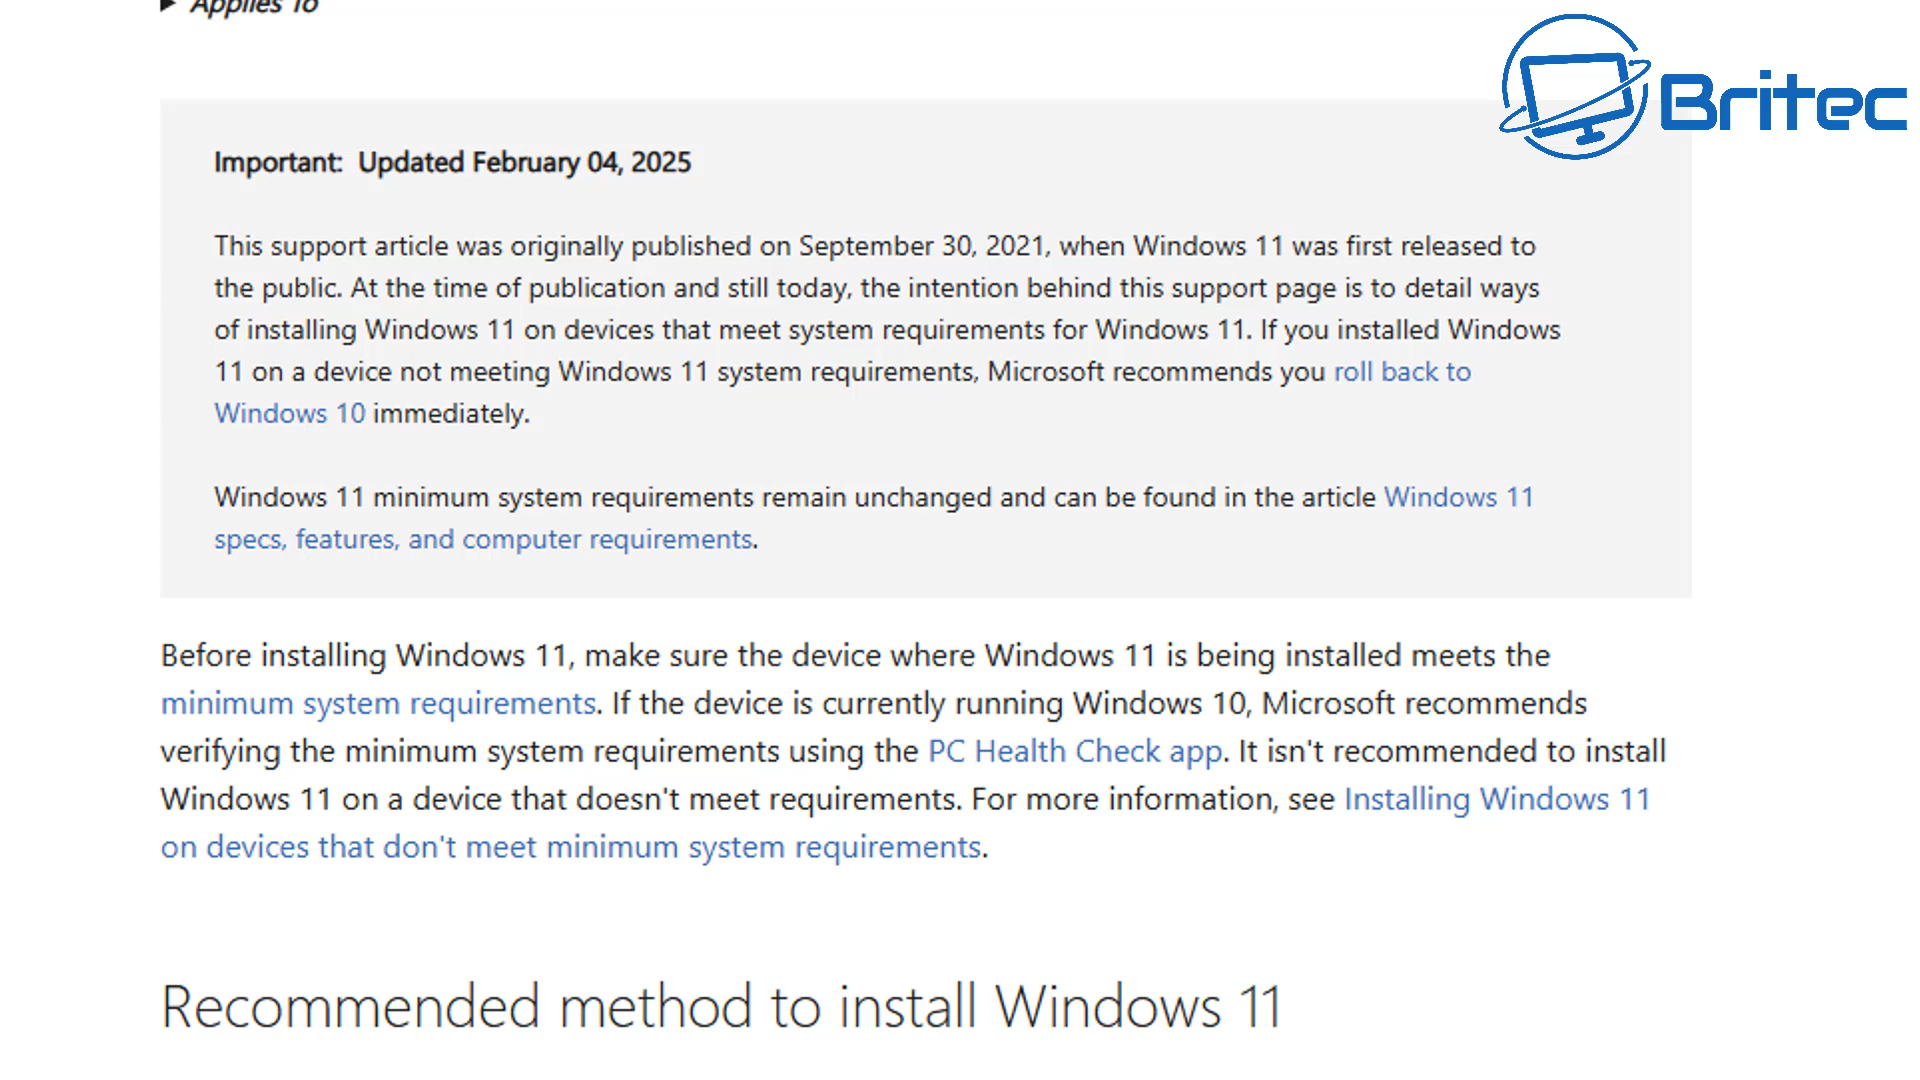 Applies To
Britec
Important: Updated February 04, 2025
This support article was originally published on September 30, 2021, when Windows 11 was first released to
the public. At the time of publication and still today, the intention behind this support page is to detail ways
of installing Windows 11 on devices that meet system requirements for Windows 11. If you installed Windows
11 on a device not meeting Windows 11 system requirements, Microsoft recommends you roll back to
Windows 10 immediately.
Windows 11 minimum system requirements remain unchanged and can be found in the article Windows 11
specs, features, and computer requirements.
Before installing Windows 11, make sure the device where Windows 11 is being installed meets the
minimum system requirements. If the device is currently running Windows 10, Microsoft recommends
verifying the minimum system requirements using the PC Health Check app. It isn't recommended to install
Windows 11 on a device that doesn't meet requirements. For more information, see Installing Windows 11
on devices that don't meet minimum system requirements.
Recommended method to install Windows 11